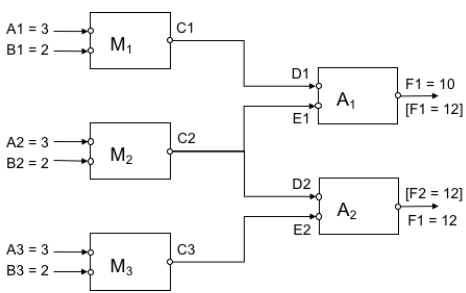 A1 = 3
B1 = 2
M1
C1
A2 = 3
B2 = 2
M2
C2
A3 = 3
B3 = 2
M3
C3
D1
E1
A1
F1 = 10
[F1 = 12]
D2
E2
A2
[F2 = 12]
F1 = 12